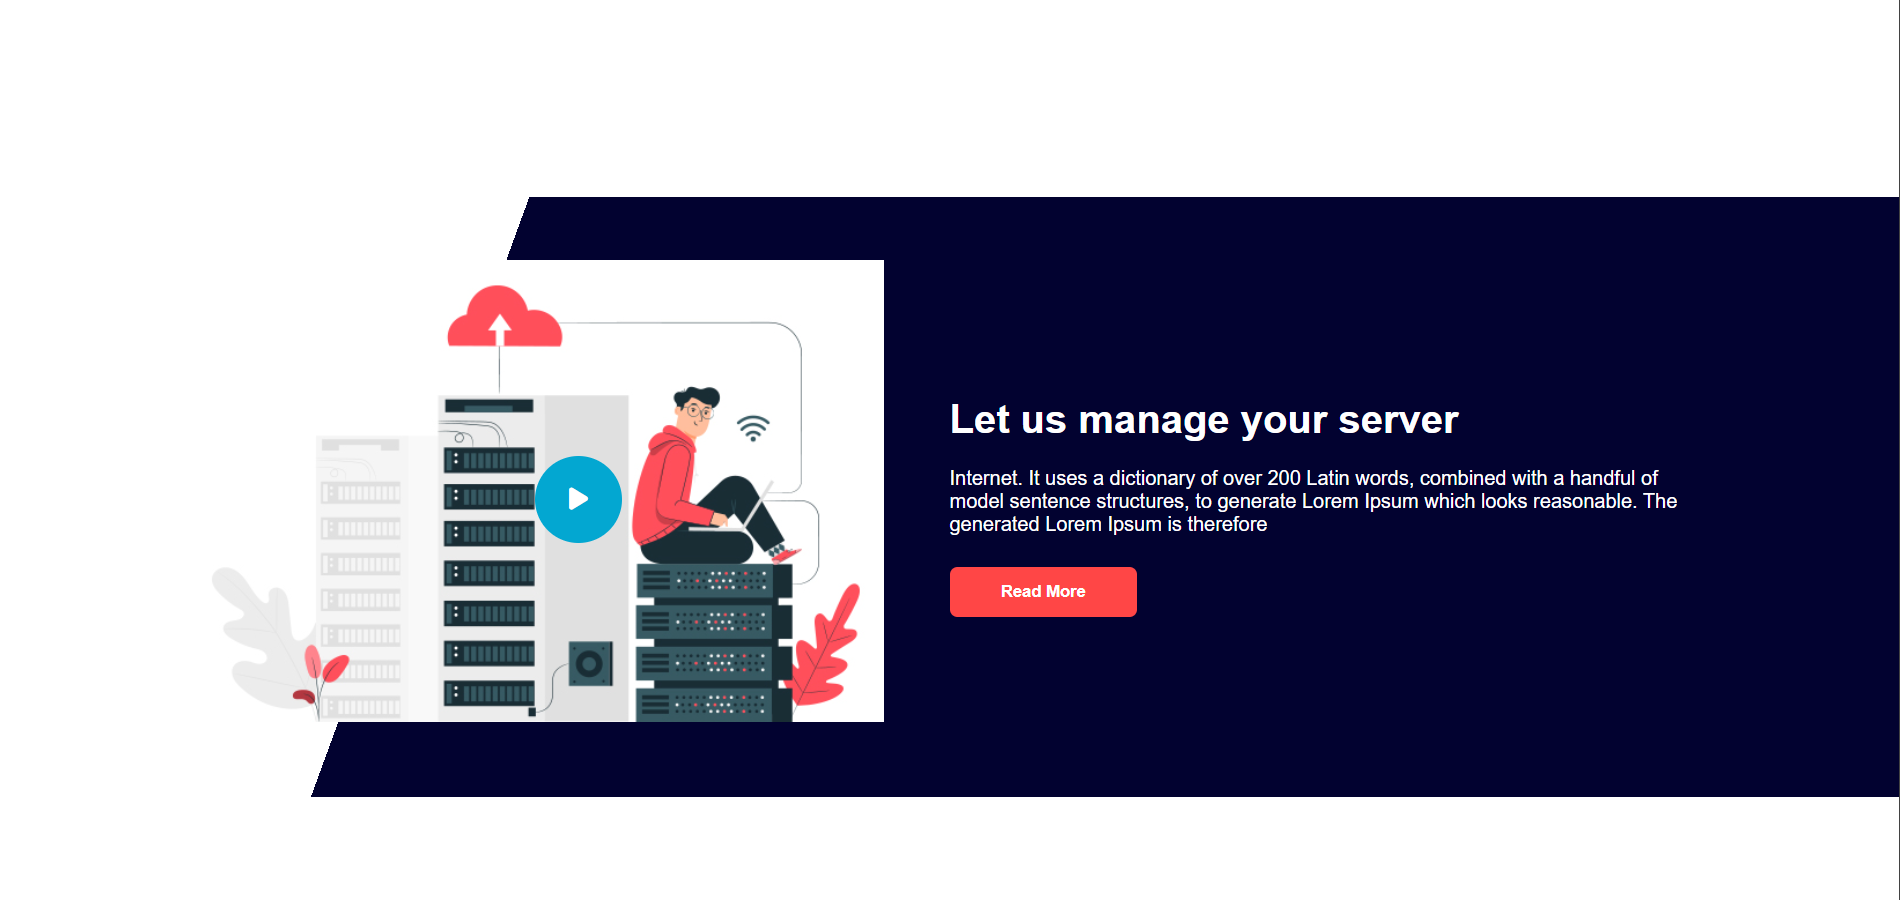 Let us manage your server
Internet. It uses a dictionary of over 200 Latin words, combined with a handful of
model sentence structures, to generate Lorem Ipsum which looks reasonable. The
generated Lorem Ipsum is therefore
Read More